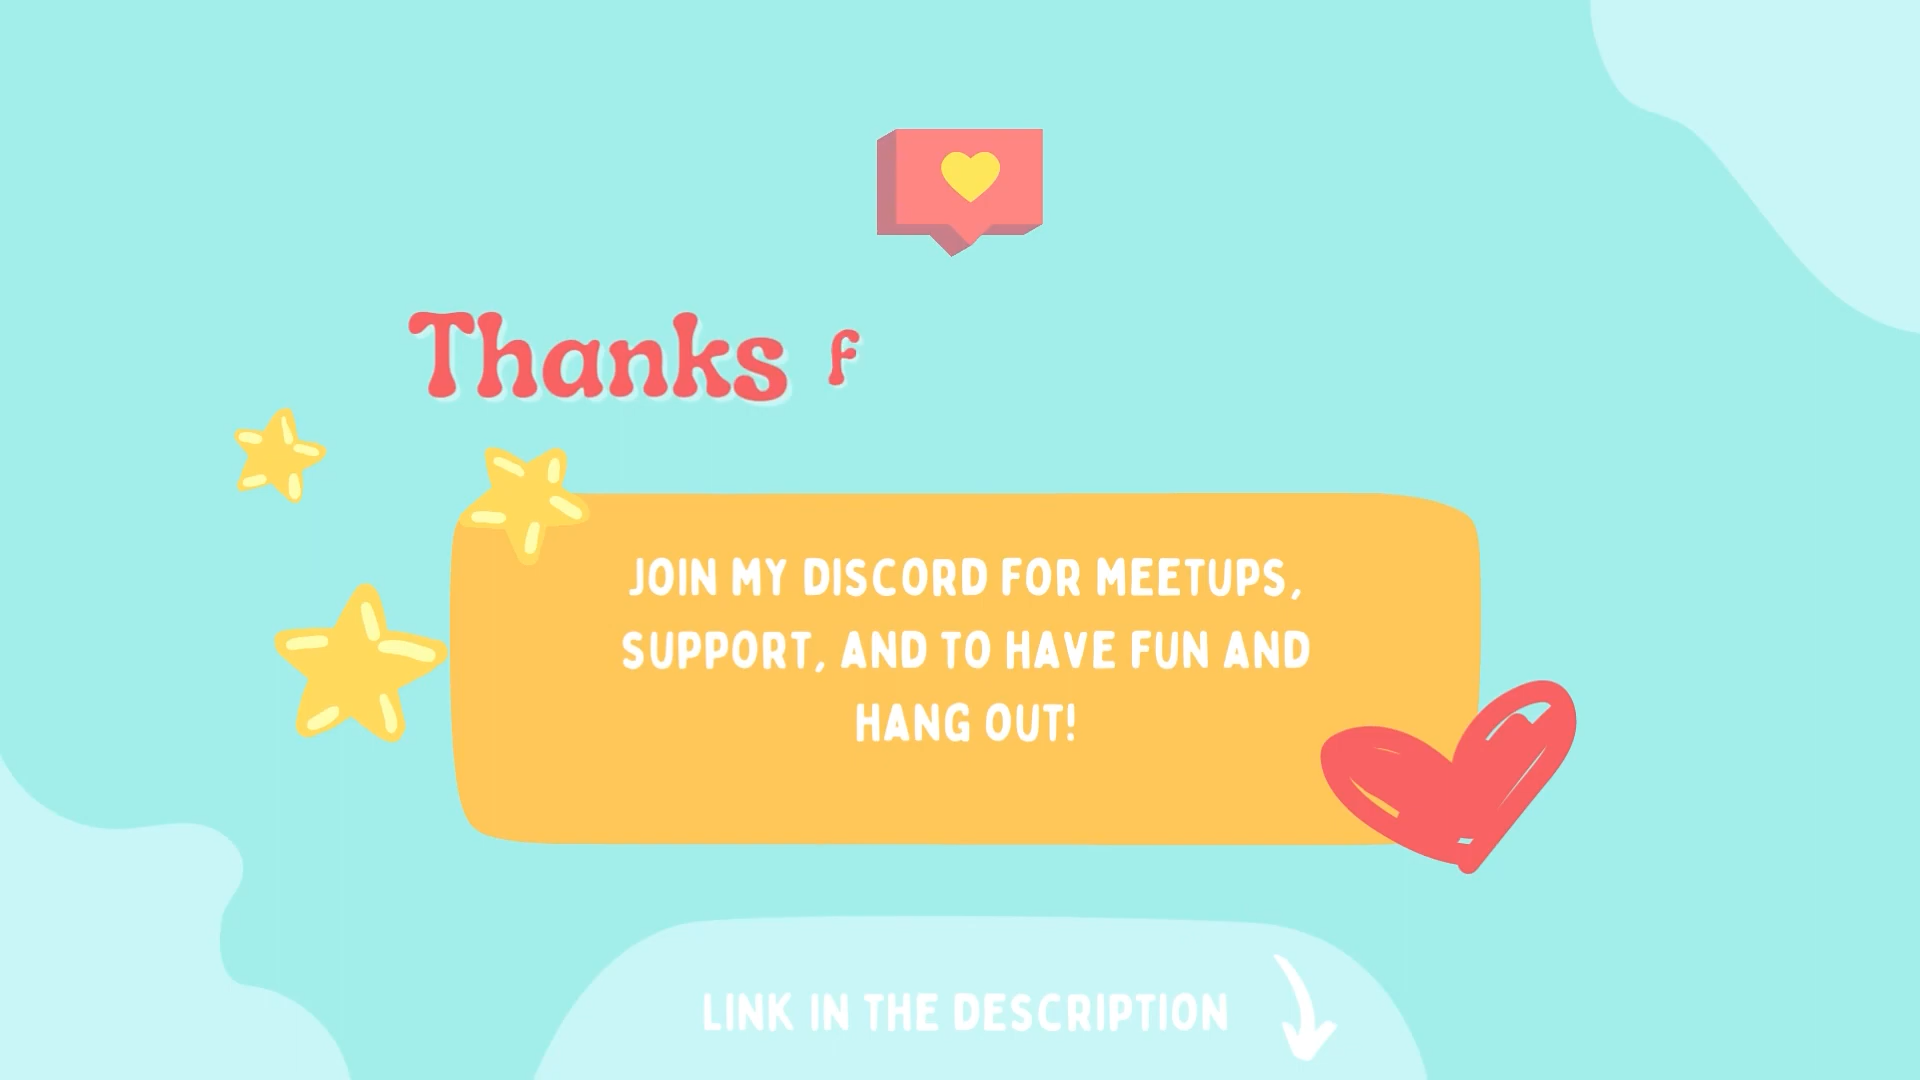 Thanks f
JOIN MY DISCORD FOR MEETUPS,
SUPPORT, AND TO HAVE FUN AND
HANG OUT!
LINK IN THE DESCRIPTION